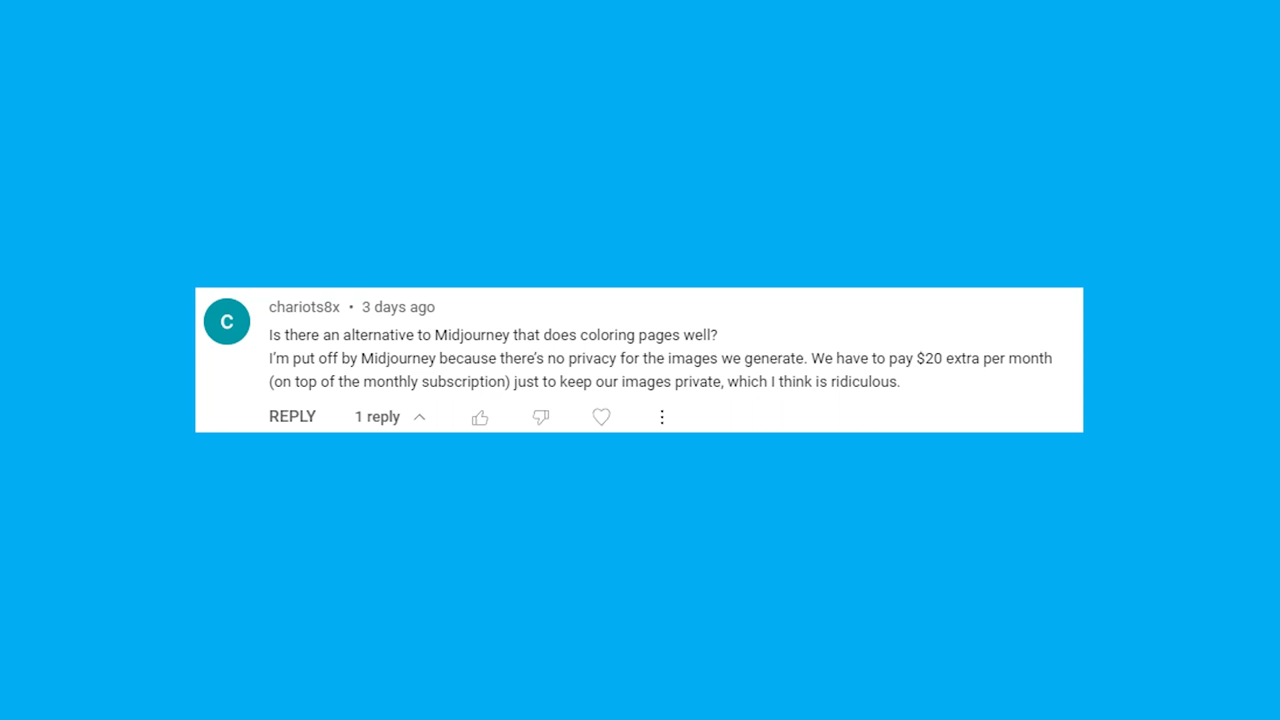 C
chariots8x • 3 days ago
Is there an alternative to Midjourney that does coloring pages well?
I'm put off by Midjourney because there's no privacy for the images we generate. We have to pay $20 extra per month
(on top of the monthly subscription) just to keep our images private, which I think is ridiculous.
REPLY 1 reply